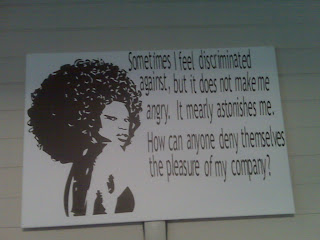 Sometimes I feel discriminated
against, but it does not make me
angry. It mearly astonishes me.
How can anyone deny themselves
the pleasure of my company?